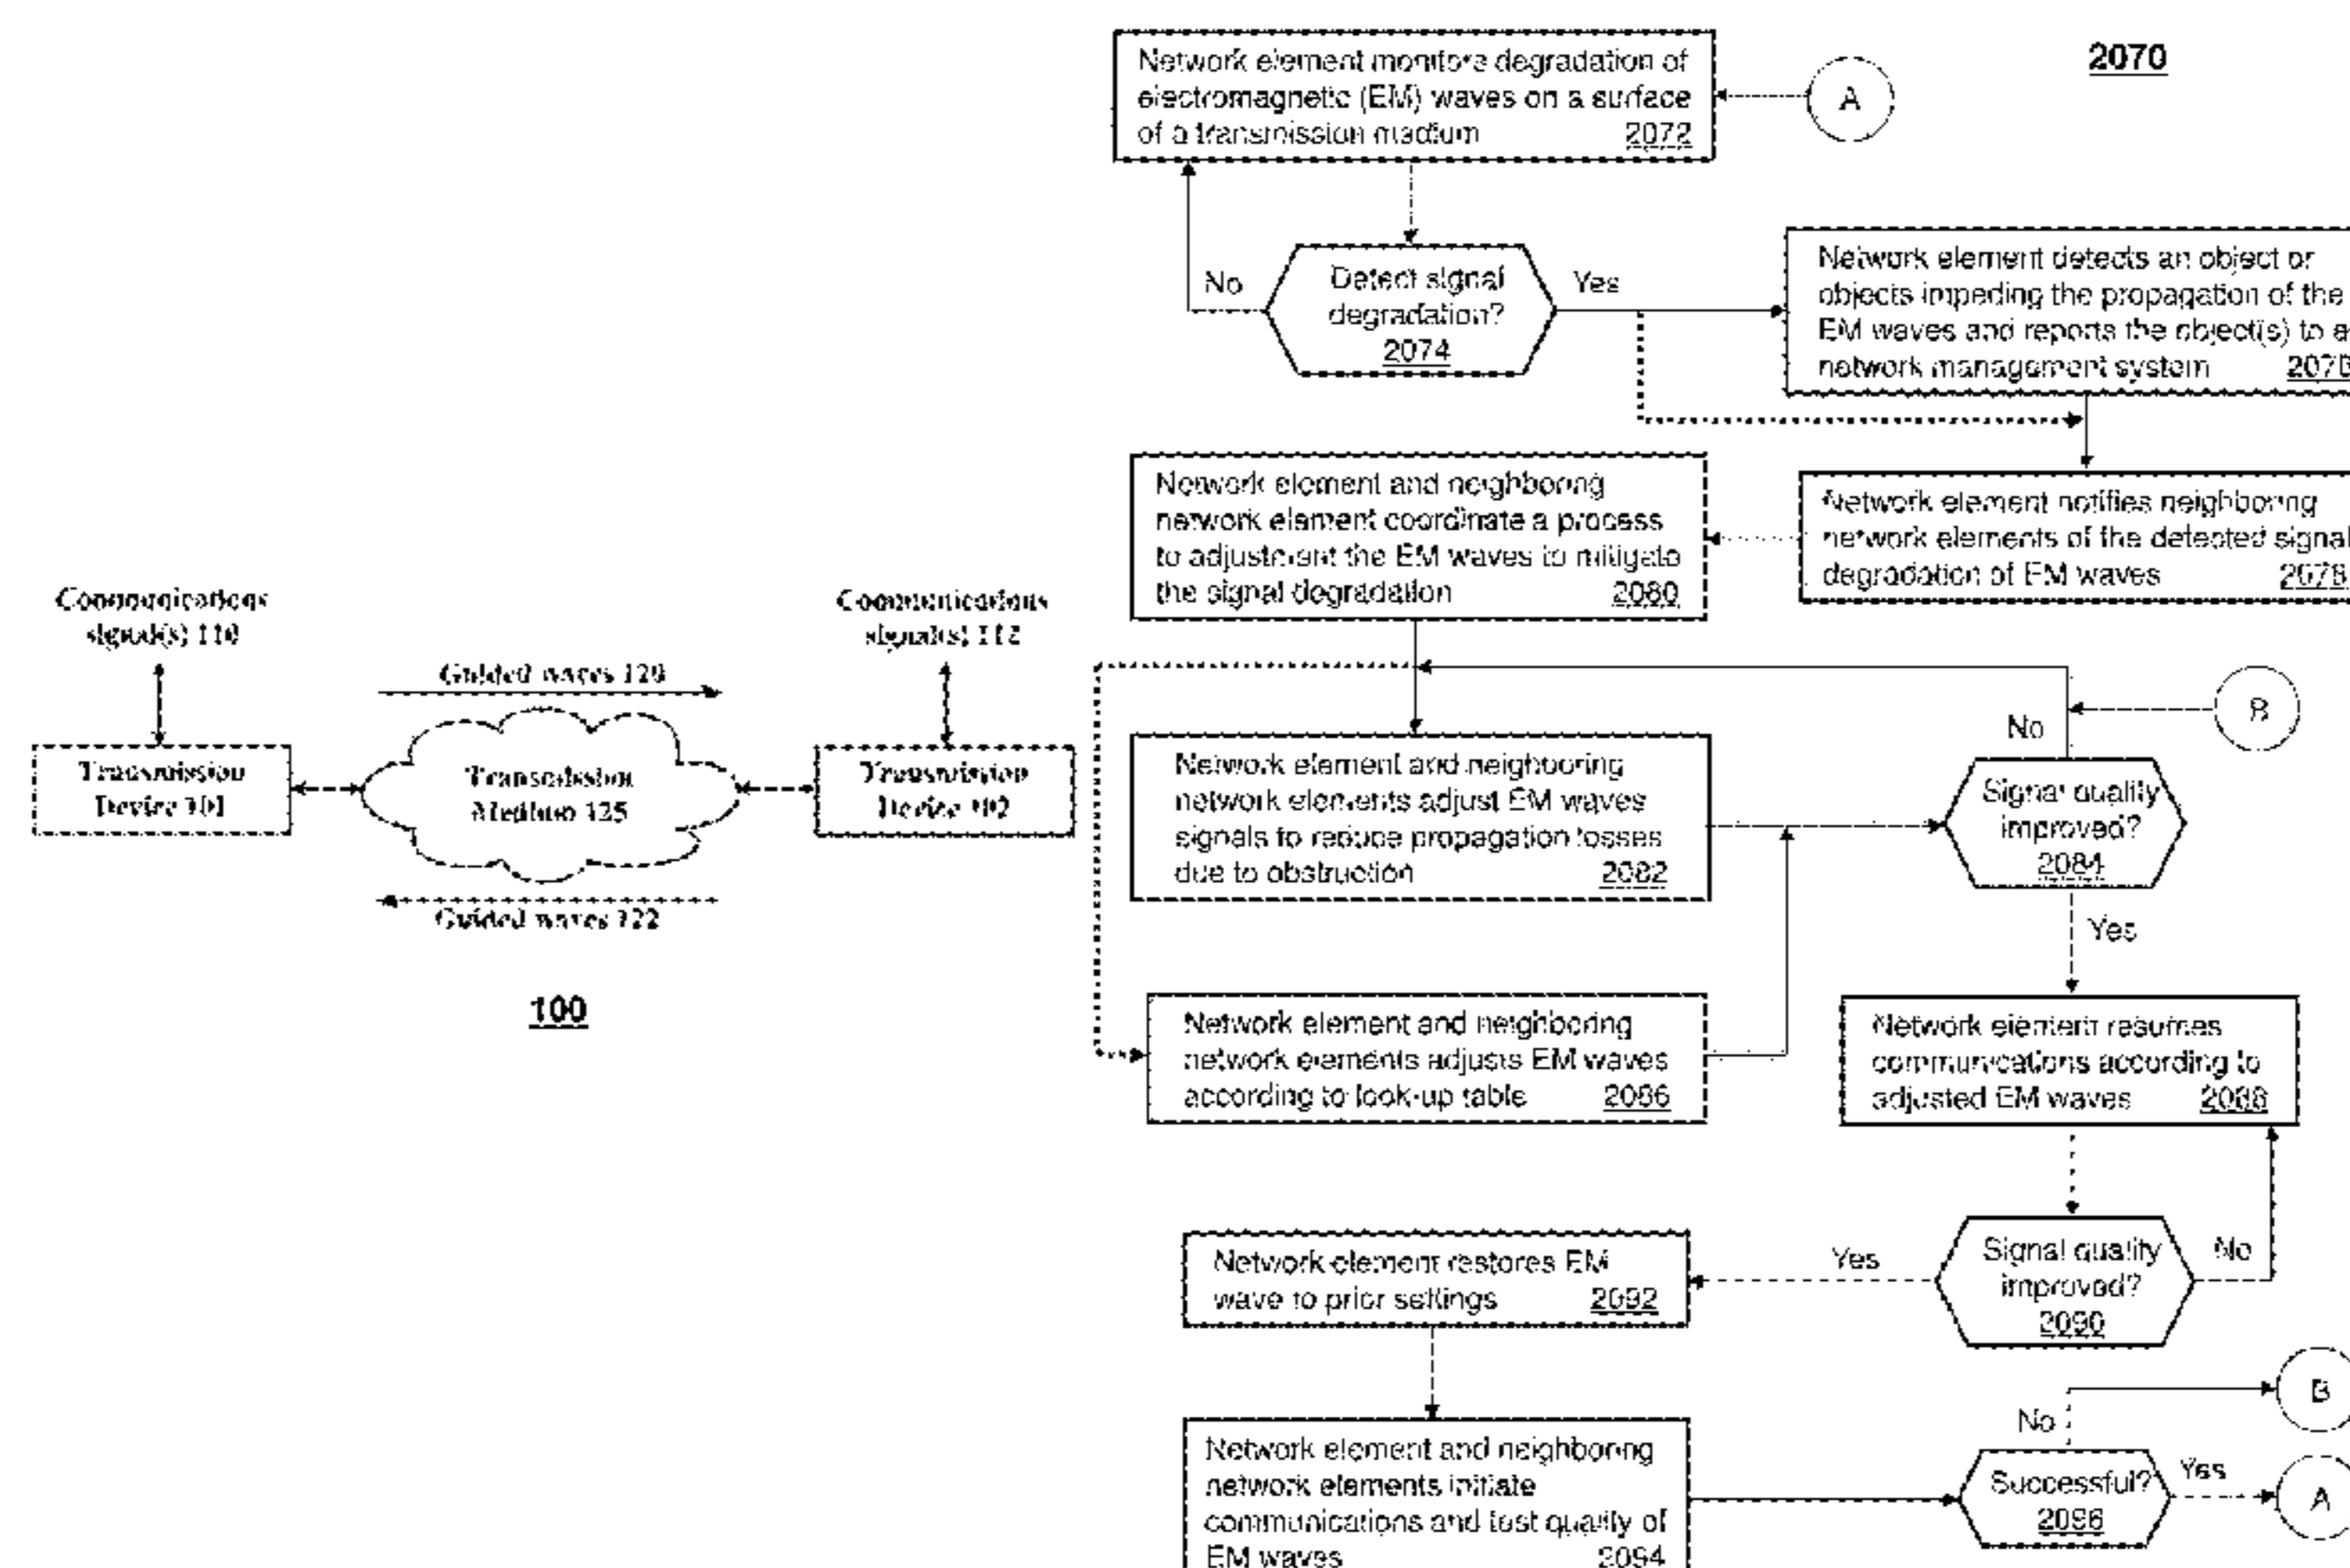 2070
Network element monitors degradation of
electromagnetic (EM) waves on a surface
of a transmission medium 2072
A
No
Detect signal
degradation?
2074
Yes
Network element detects an object or
objects impeding the propagation of the
EM waves and reports the object(s) to a
network management system
Network element and neighboring
network element coordinate a process
to adjustment the EM waves to mitigate
the signal degradation 2080
Network element notifies neighboring
network elements of the detected signal
degradation of EM waves 2078
Communications
signal(s) 110
Communications
signal(s) 112
Guided waves 120
Transmission
Device 101
Transmission
Medium 125
Transmission
Device 102
Guided waves 122
100
B
No
Network element and neighboring
network elements adjust EM waves
signals to reduce propagation losses
due to obstruction 2082
Signal quality
improved?
2084
Yes
Network element and neighboring
network elements adjusts EM waves
according to look-up table 2086
Network element resumes
communications according to
adjusted EM waves 2088
Network element restores EM
wave to prior settings 2092
Yes
Signal quality
improved?
2090
No
Network element and neighboring
network elements initiate
communications and test quality of
EM waves 2094
No
B
Successful?
2096
Yes
A